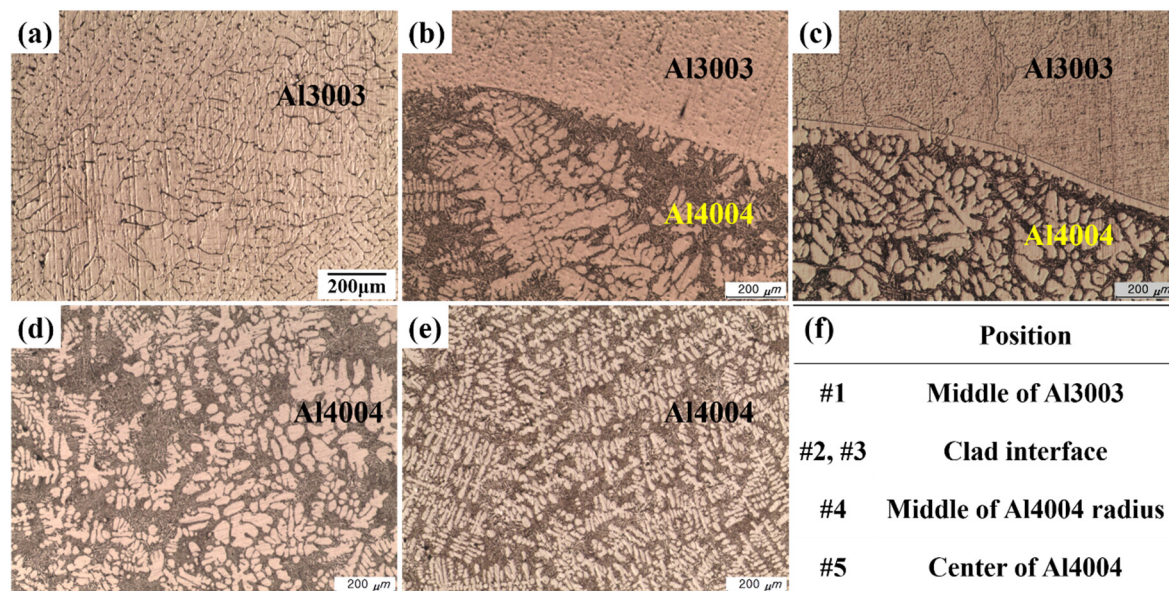 (a)
Al3003
200μm
(b)
Al3003
Al4004
200 μm
(c)
Al3003
Al4004
200 μm
(d)
Al4004
200 μm
(e)
Al4004
200 μm
(f) Position
#1 Middle of Al3003
#2, #3 Clad interface
#4 Middle of Al4004 radius
#5 Center of Al4004